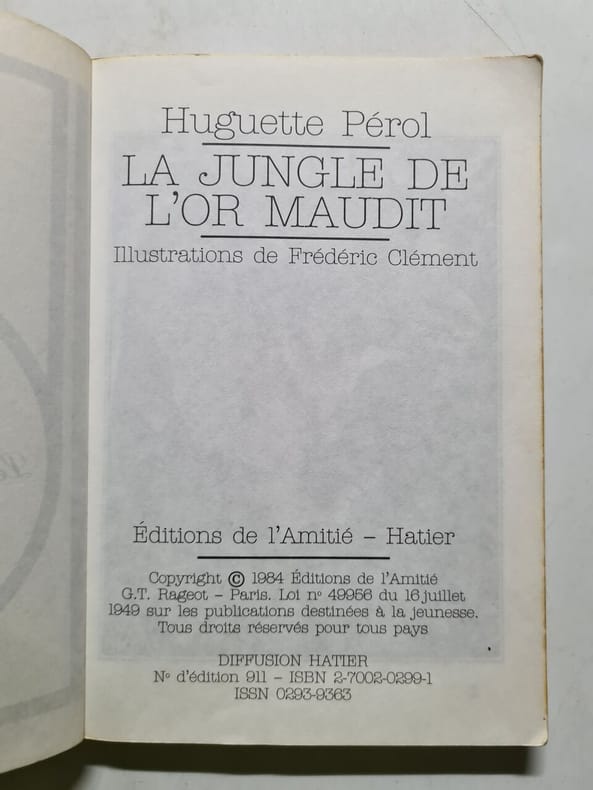 Huguette Pérol
LA JUNGLE DE
L'OR MAUDIT
Illustrations de Frédéric Clément
Éditions de l'Amitié – Hatier
Copyright © 1984 Éditions de l'Amitié
G.T. Rageot – Paris. Loi nº 49956 du 16 juillet
1949 sur les publications destinées à la jeunesse.
Tous droits réservés pour tous pays
DIFFUSION HATIER
Nº d'édition 911 – ISBN 2-7002-0299-1
ISSN 0293-9363